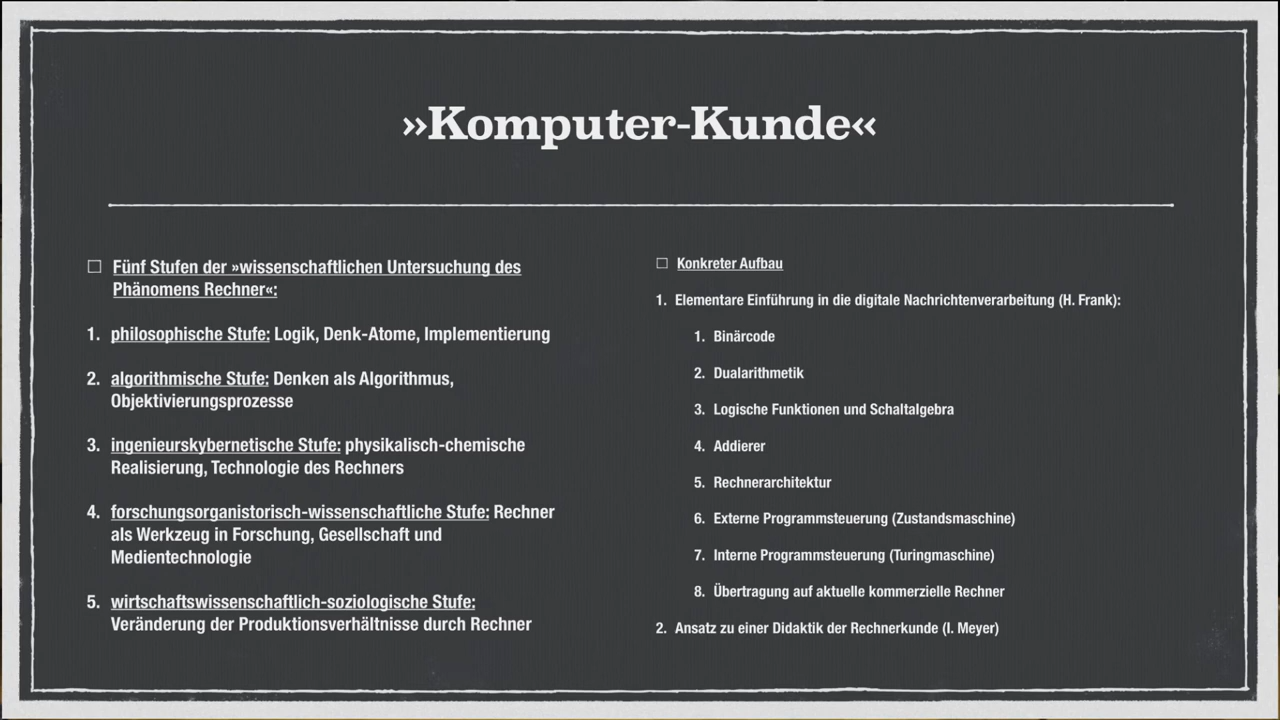 »Komputer-Kunde«
☐ Fünf Stufen der »wissenschaftlichen Untersuchung des
Phänomens Rechner«:
1. philosophische Stufe: Logik, Denk-Atome, Implementierung
2. algorithmische Stufe: Denken als Algorithmus,
Objektivierungsprozesse
3. ingenieurskybernetische Stufe: physikalisch-chemische
Realisierung, Technologie des Rechners
4. forschungsorganistorisch-wissenschaftliche Stufe: Rechner
als Werkzeug in Forschung, Gesellschaft und
Medientechnologie
5. wirtschaftswissenschaftlich-soziologische Stufe:
Veränderung der Produktionsverhältnisse durch Rechner
☐ Konkreter Aufbau
1. Elementare Einführung in die digitale Nachrichtenverarbeitung (H. Frank):
1. Binärcode
2. Dualarithmetik
3. Logische Funktionen und Schaltalgebra
4. Addierer
5. Rechnerarchitektur
6. Externe Programmsteuerung (Zustandsmaschine)
7. Interne Programmsteuerung (Turingmaschine)
8. Übertragung auf aktuelle kommerzielle Rechner
2. Ansatz zu einer Didaktik der Rechnerkunde (I. Meyer)